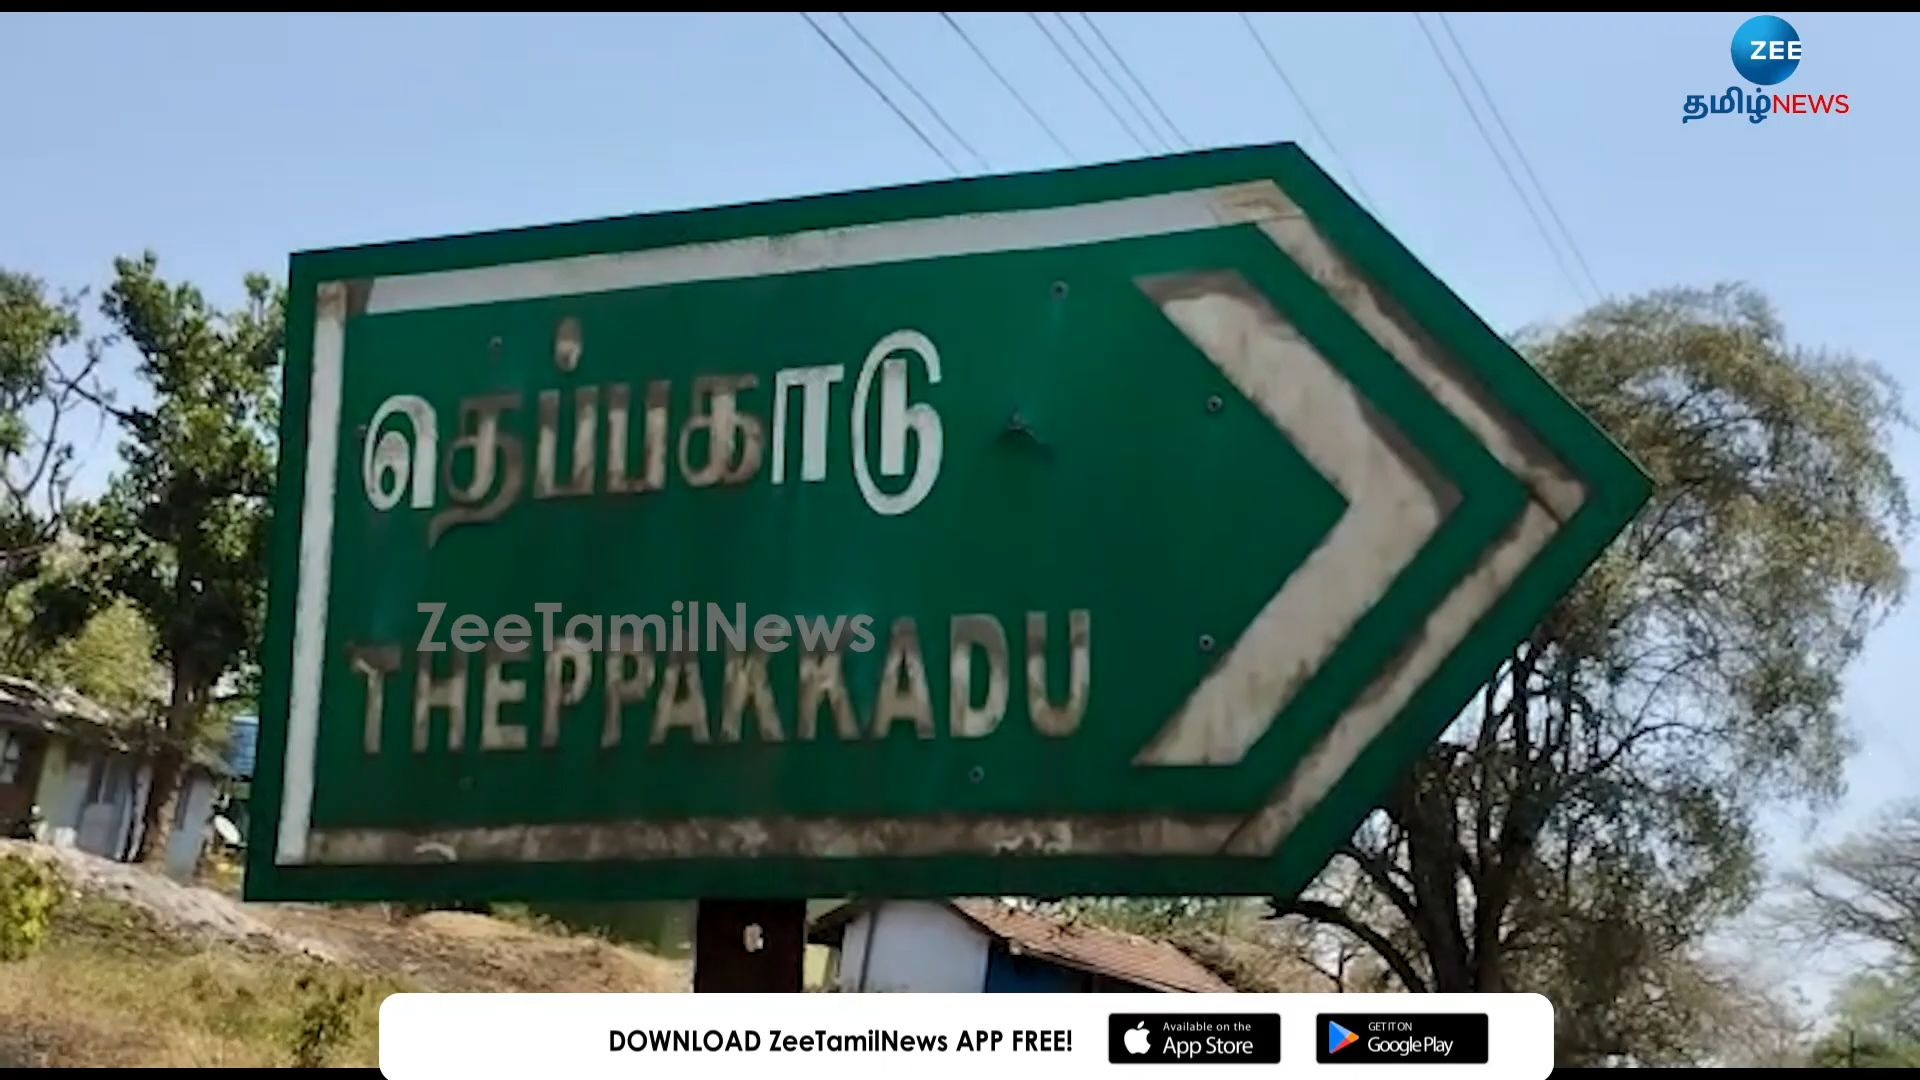 ZEE
தமிழ்NEWS
தெப்பகாடு
ZeeTamilNews
THEPPAKKADU
DOWNLOAD ZeeTamilNews APP FREE!
Available on the
App Store
GET IT ON
Google Play